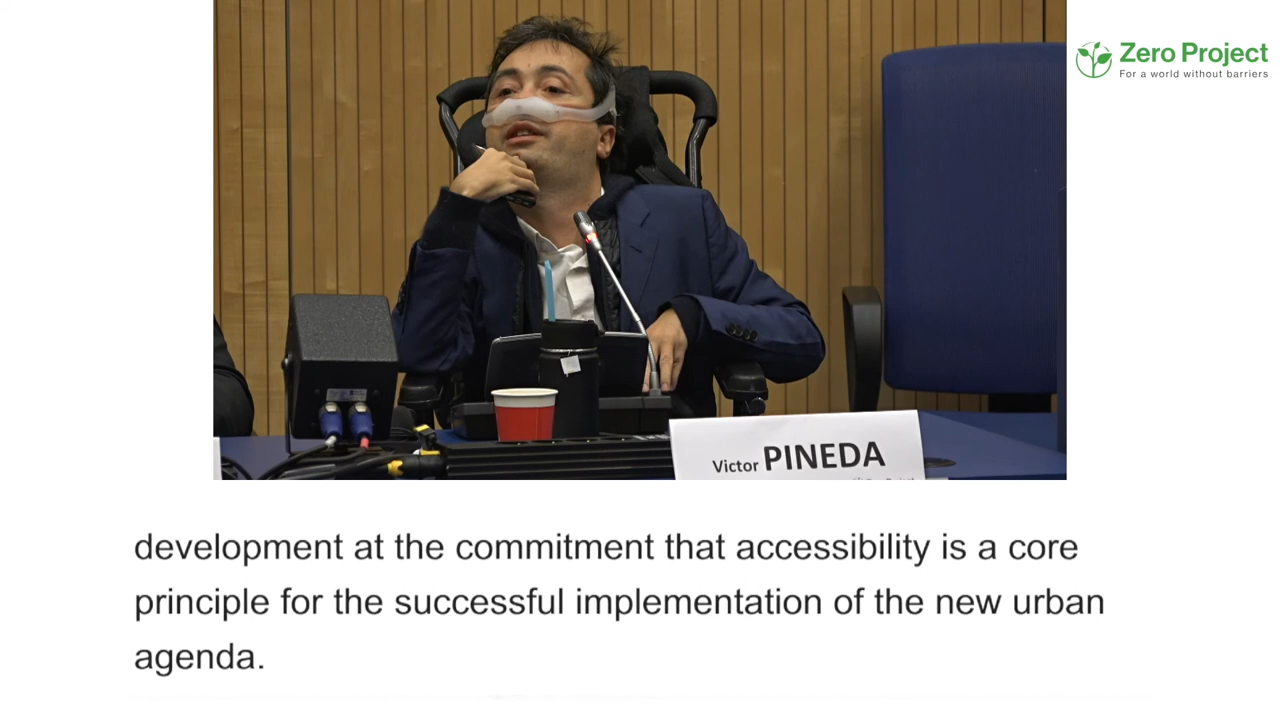 Zero Project
For a world without barriers
Victor PINEDA
development at the commitment that accessibility is a core
principle for the successful implementation of the new urban
agenda.